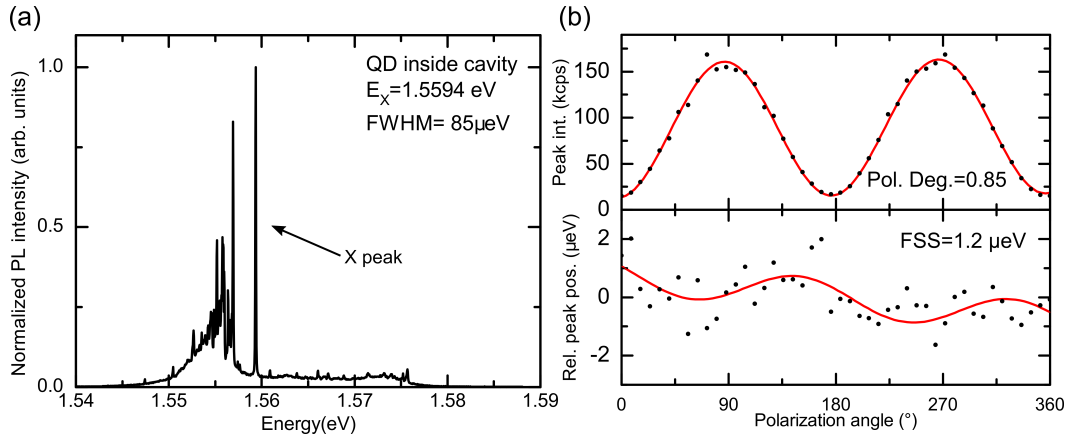 (a)
Normalized PL intensity (arb. units)
1.0
0.5
0.0
QD inside cavity
E_X=1.5594 eV
FWHM= 85µeV
X peak
1.54 1.55 1.56 1.57 1.58 1.59
Energy(eV)
(b)
Peak int. (kcps)
150
100
50
0
Pol. Deg.=0.85
Rel. peak pos. (µeV)
2
0
-2
FSS=1.2 µeV
0 90 180 270 360
Polarization angle (°)